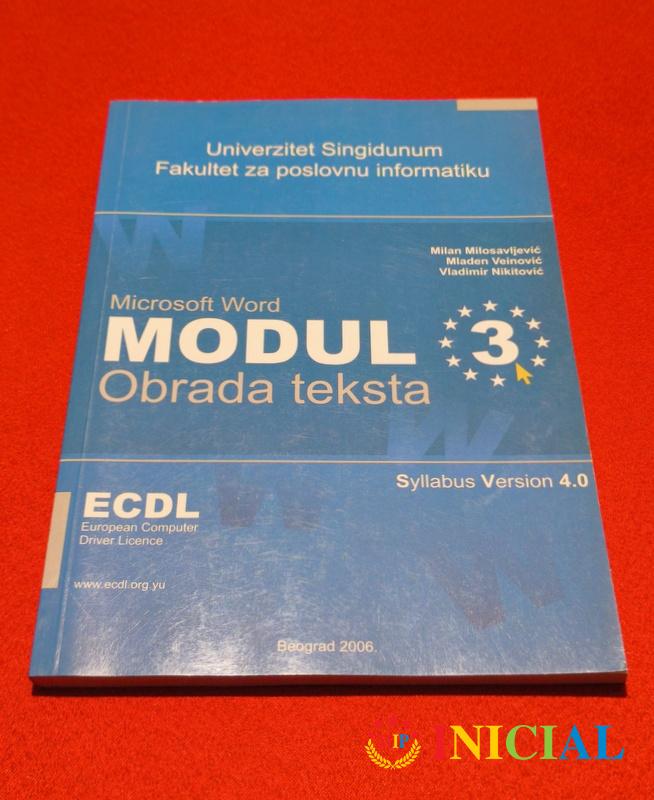 Univerzitet Singidunum
Fakultet za poslovnu informatiku
Milan Milosavljević
Mladen Veinović
Vladimir Nikitović
Microsoft Word
MODUL 3
Obrada teksta
Syllabus Version 4.0
ECDL
European Computer
Driver Licence
www.ecdl.org.yu
Beograd 2006.
IP INICIAL